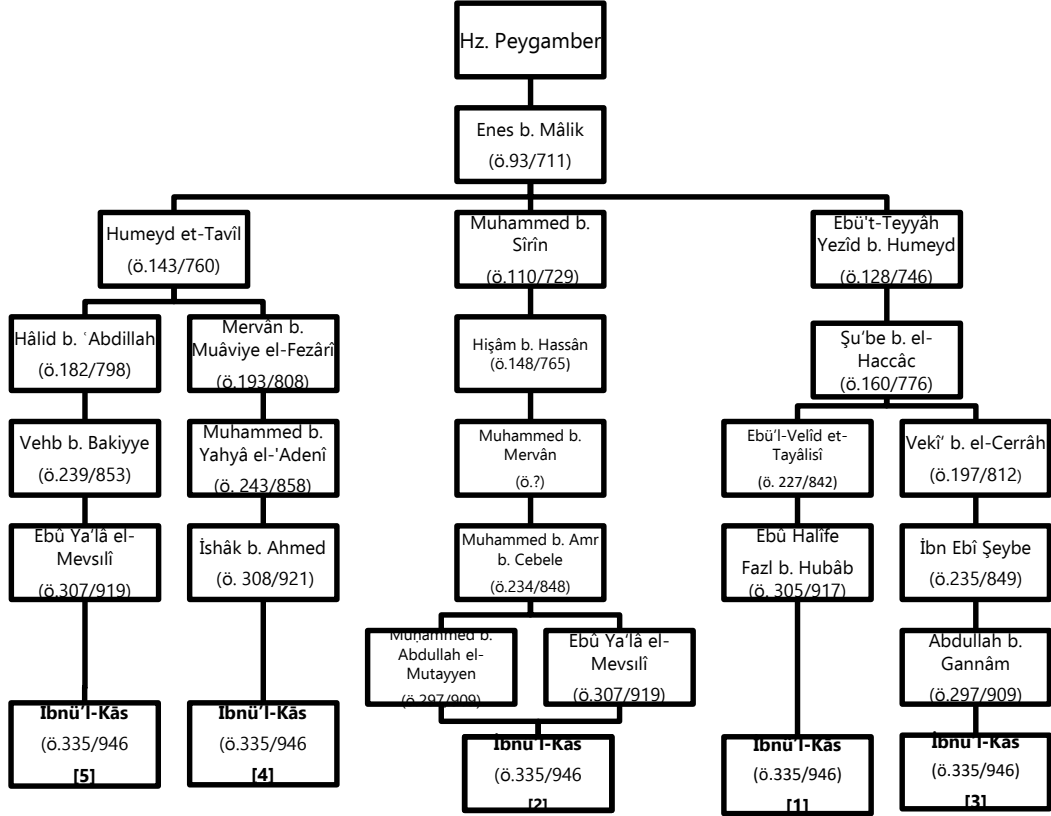 Hz. Peygamber
Enes b. Mâlik
(ö.93/711)
Humeyd et-Tavîl
(ö.143/760)
Muhammed b.
Sîrîn
(ö.110/729)
Ebü't-Teyyâh
Yezîd b. Humeyd
(ö.128/746)
Hâlid b. ʿAbdillah
(ö.182/798)
Mervân b.
Muâviye el-Fezârî
(ö.193/808)
Hişâm b. Hassân
(ö.148/765)
Şu‘be b. el-
Haccâc
(ö.160/776)
Vehb b. Bakiyye
(ö.239/853)
Muhammed b.
Yahyâ el-'Adenî
(ö. 243/858)
Muhammed b.
Mervân
(ö.?)
Ebü’l-Velîd et-
Tayâlisî
(ö. 227/842)
Vekî‘ b. el-Cerrâh
(ö.197/812)
Ebû Ya‘lâ el-
Mevsılî
(ö.307/919)
İshâk b. Ahmed
(ö. 308/921)
Muhammed b. Amr
b. Cebele
(ö.234/848)
Ebû Halîfe
Fazl b. Hubâb
(ö. 305/917)
İbn Ebî Şeybe
(ö.235/849)
Muḥammed b.
Abdullah el-
Mutayyen
(ö.297/909)
Ebû Ya‘lâ el-
Mevsılî
(ö.307/919)
Abdullah b.
Gannâm
(ö.297/909)
İbnü’l-Kās
(ö.335/946
[5]
İbnü’l-Kās
(ö.335/946
[4]
İbnü’l-Kās
(ö.335/946
[2]
İbnü’l-Kās
(ö.335/946)
[1]
İbnü’l-Kās
(ö.335/946)
[3]